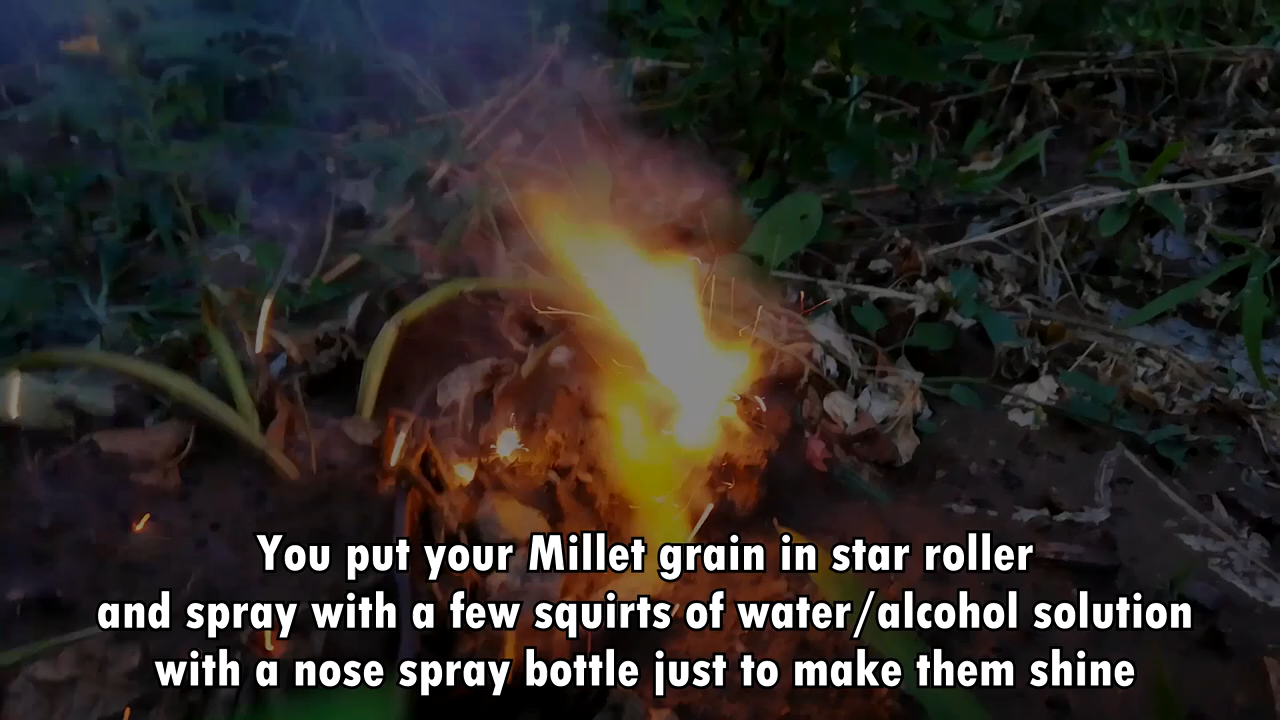 You put your Millet grain in star roller
and spray with a few squirts of water/alcohol solution
with a nose spray bottle just to make them shine